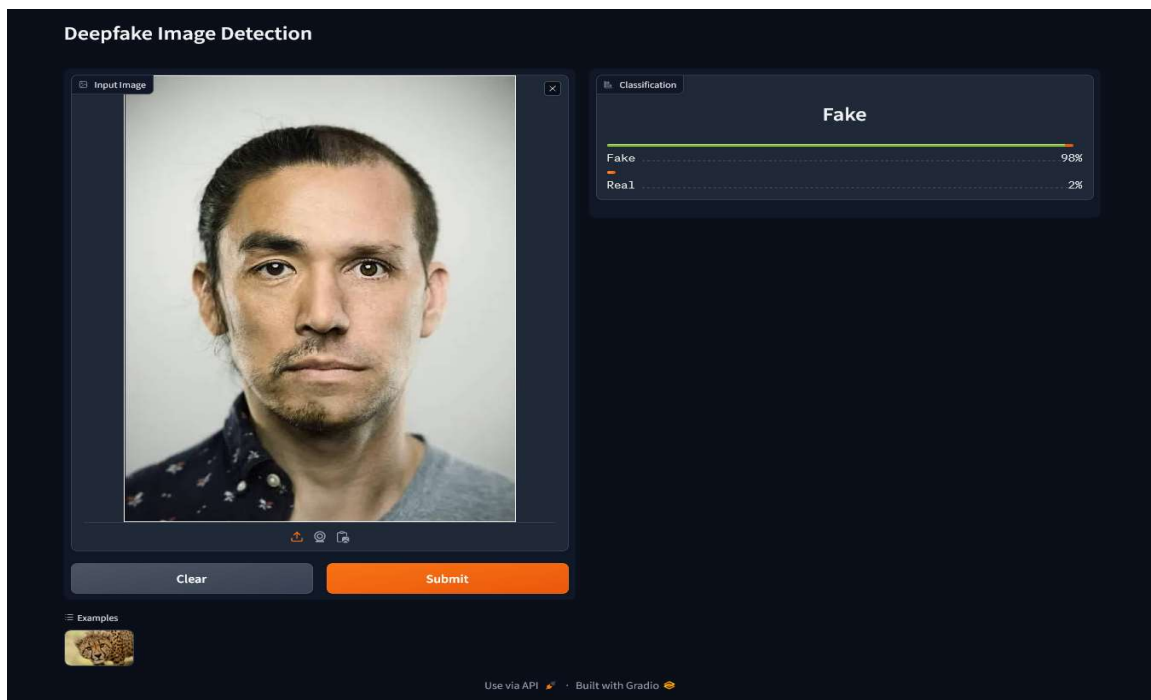 Deepfake Image Detection
Input Image
Classification
Fake
Fake 98%
Real 2%
Clear Submit
Examples
Use via API · Built with Gradio